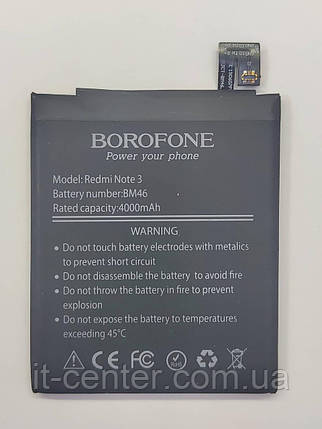 BOROFONE
Power your phone
Model: Redmi Note 3
Battery number:BM46
Rated capacity:4000mAh
WARNING
• Do not touch battery electrodes with metalics
to prevent short circuit
• Do not disassemble the battery to avoid fire
• Do not throw the battery in fire to prevent
explosion
• Do not expose the battery to temperatures
exceeding 45°C
CE FC RoHS
it-center.com.ua